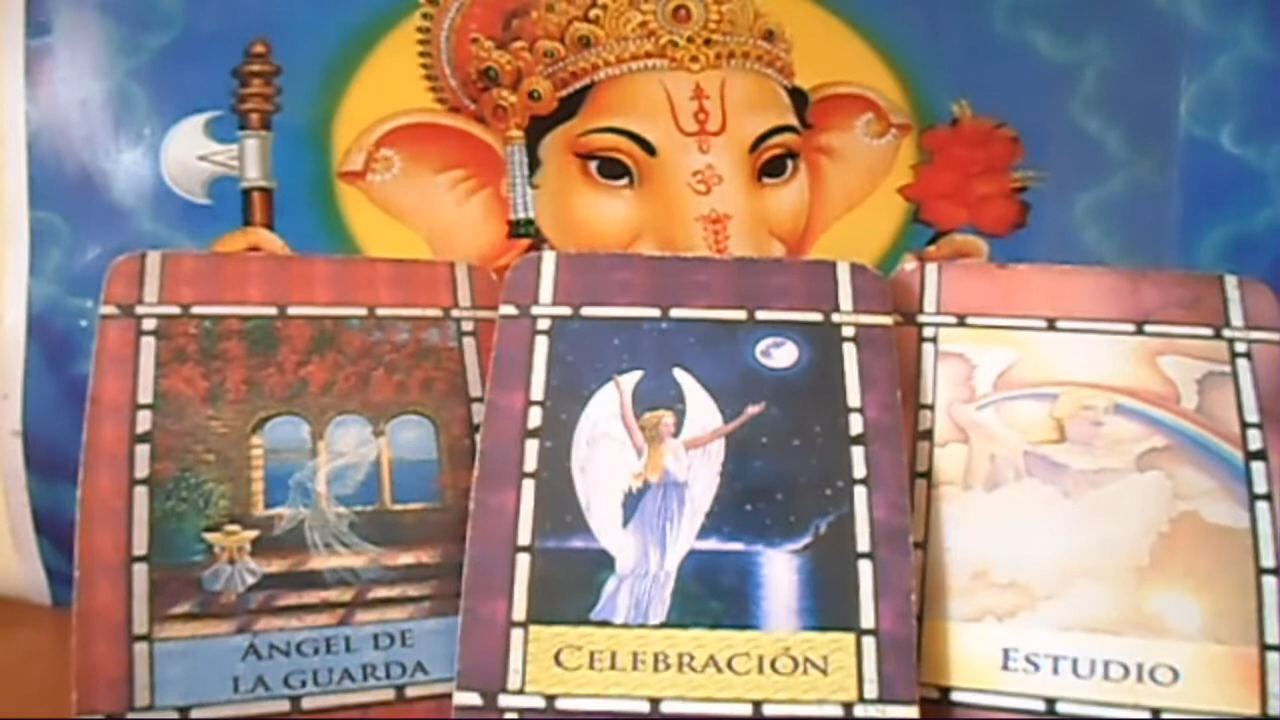 ॐ
ÁNGEL DE
LA GUARDA
CELEBRACIÓN
ESTUDIO